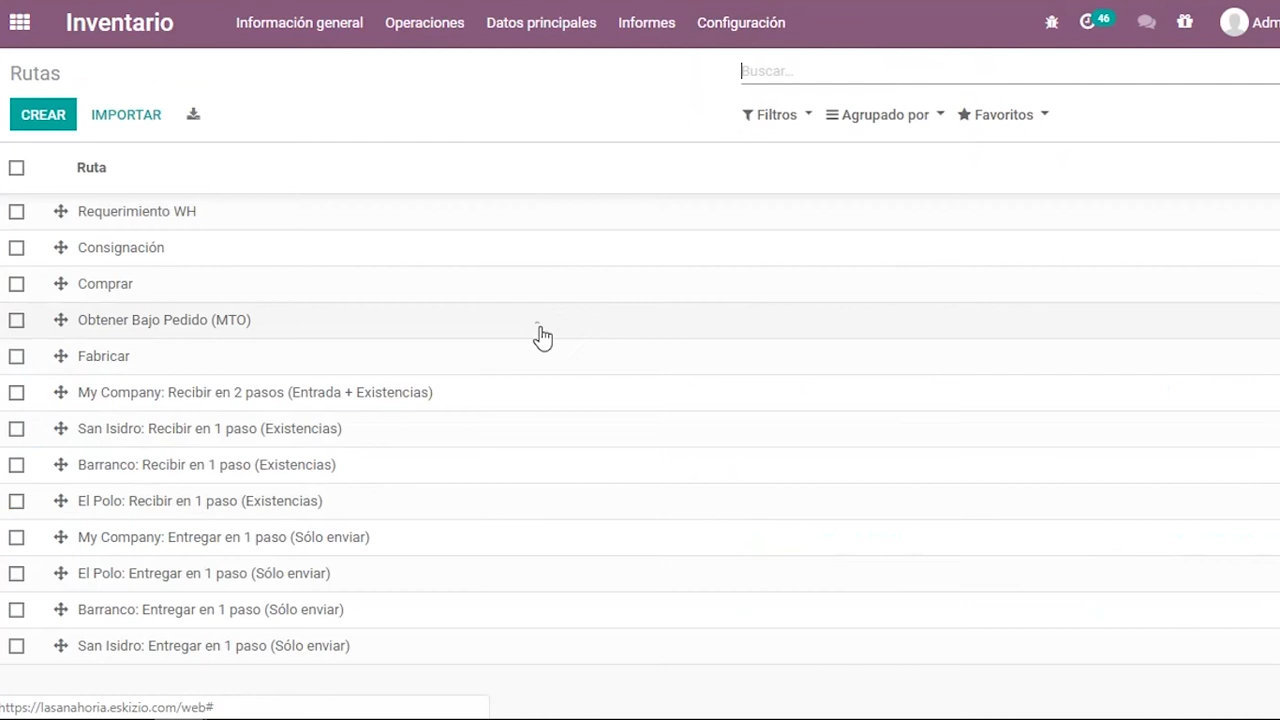 Inventario Información general Operaciones Datos principales Informes Configuración 46
Rutas Buscar...
CREAR IMPORTAR Filtros Agrupado por Favoritos
Ruta
Requerimiento WH
Consignación
Comprar
Obtener Bajo Pedido (MTO)
Fabricar
My Company: Recibir en 2 pasos (Entrada + Existencias)
San Isidro: Recibir en 1 paso (Existencias)
Barranco: Recibir en 1 paso (Existencias)
El Polo: Recibir en 1 paso (Existencias)
My Company: Entregar en 1 paso (Sólo enviar)
El Polo: Entregar en 1 paso (Sólo enviar)
Barranco: Entregar en 1 paso (Sólo enviar)
San Isidro: Entregar en 1 paso (Sólo enviar)
https://lasanahoria.eskizio.com/web#